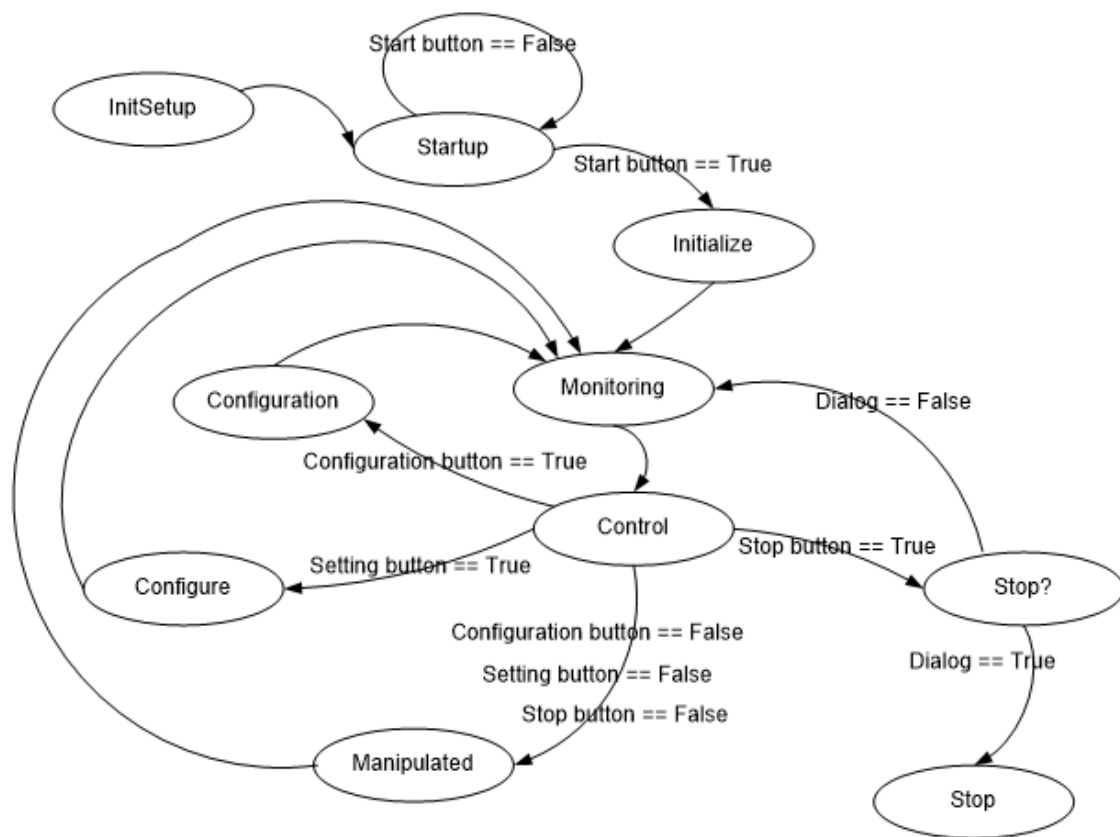 Start button == False
InitSetup
Startup
Start button == True
Initialize
Monitoring
Configuration
Dialog == False
Configuration button == True
Control
Stop button == True
Setting button == True
Configure
Stop?
Configuration button == False
Setting button == False
Stop button == False
Dialog == True
Manipulated
Stop